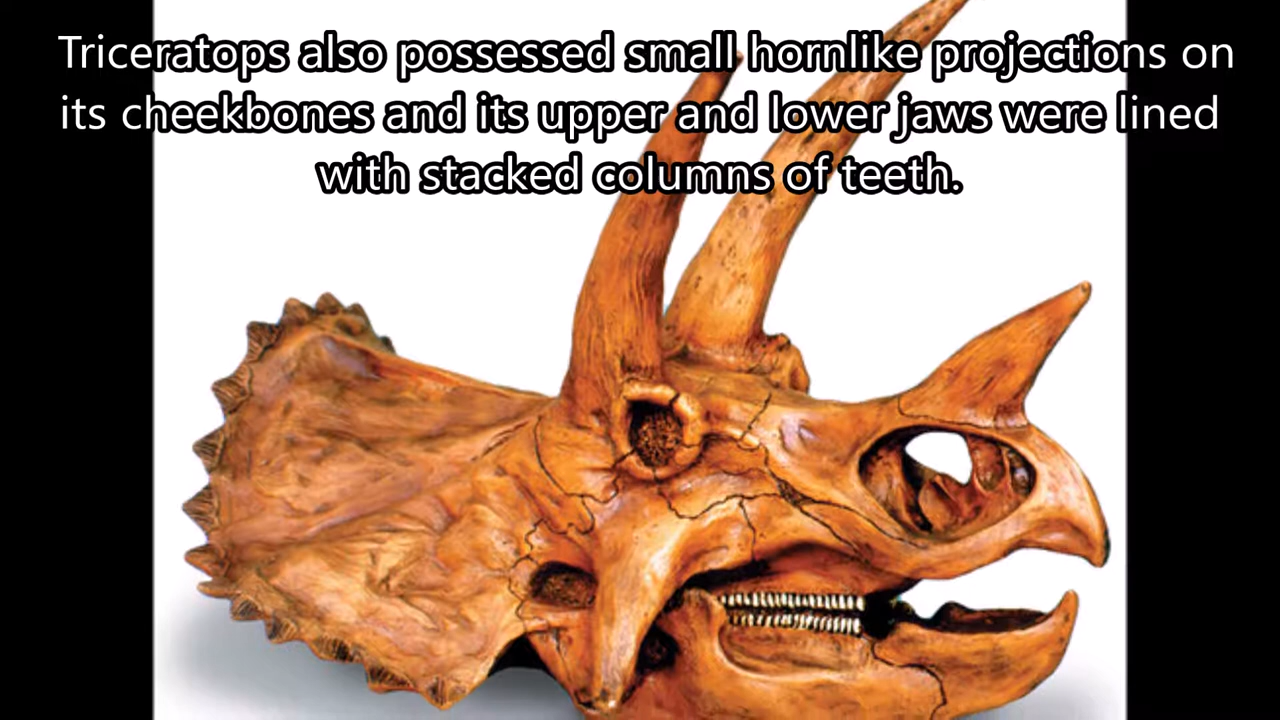 Triceratops also possessed small hornlike projections on
its cheekbones and its upper and lower jaws were lined
with stacked columns of teeth.